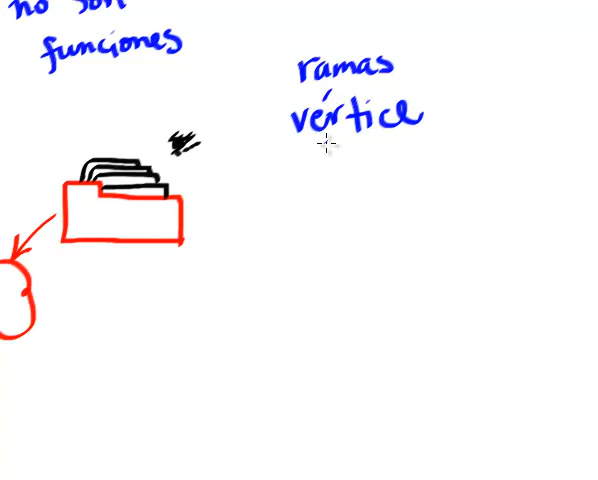 no son
funciones
ramas
vértice